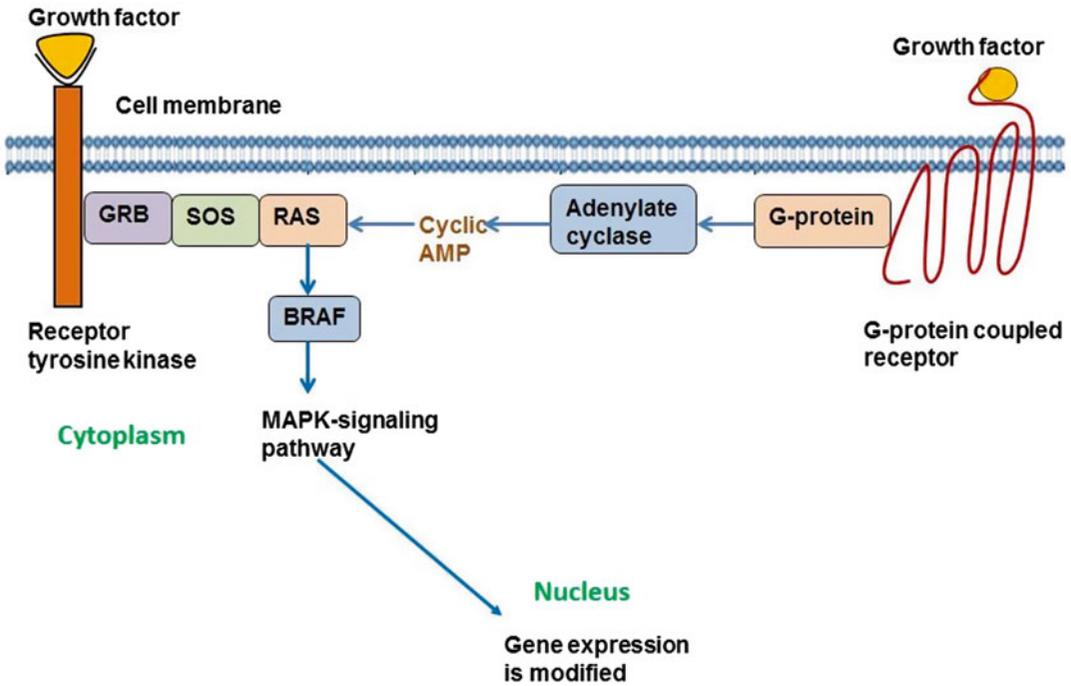 Growth factor
Growth factor
Cell membrane
GRB
SOS
RAS
Cyclic
AMP
Adenylate
cyclase
G-protein
BRAF
Receptor
tyrosine kinase
G-protein coupled
receptor
Cytoplasm
MAPK-signaling
pathway
Nucleus
Gene expression
is modified